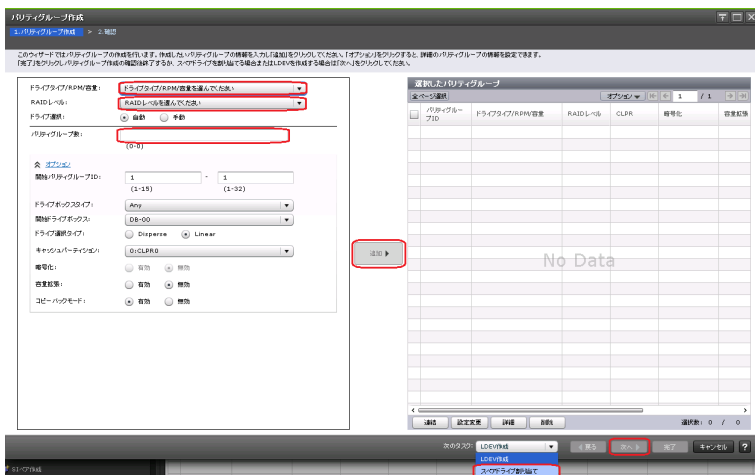 パリティグループ作成
1.パリティグループ作成 > 2.確認
このウィザードではパリティグループの作成を行います。作成したいパリティグループの情報を入力し「追加」をクリックしてください。「オプション」をクリックすると、詳細のパリティグループの情報を設定できます。
「完了」をクリックしパリティグループ作成の確認後終了するか、スペアドライブを割り当てる場合またはLDEVを作成する場合は「次へ」をクリックしてください。
ドライブタイプ/RPM/容量: ドライブタイプ/RPM/容量を選んでください
RAIDレベル: RAIDレベルを選んでください
ドライブ選択: 自動 手動
パリティグループ数:
(0-0)
オプション
開始パリティグループID: 1 - 1
(1-15) (1-32)
ドライブボックスタイプ: Any
開始ドライブボックス: DB-00
ドライブ選択タイプ: Disperse Linear
キャッシュパーティション: 0:CLPR0
暗号化: 有効 無効
容量拡張: 有効 無効
コピーバックモード: 有効 無効
追加
選択したパリティグループ
全ページ選択 オプション 1 / 1
パリティグループID ドライブタイプ/RPM/容量 RAIDレベル CLPR 暗号化 容量拡張
No Data
連結 設定変更 詳細 削除 選択数: 0 / 0
次のタスク: LDEV作成 戻る 次へ 完了 キャンセル ?
LDEV作成
スペアドライブ割り当て